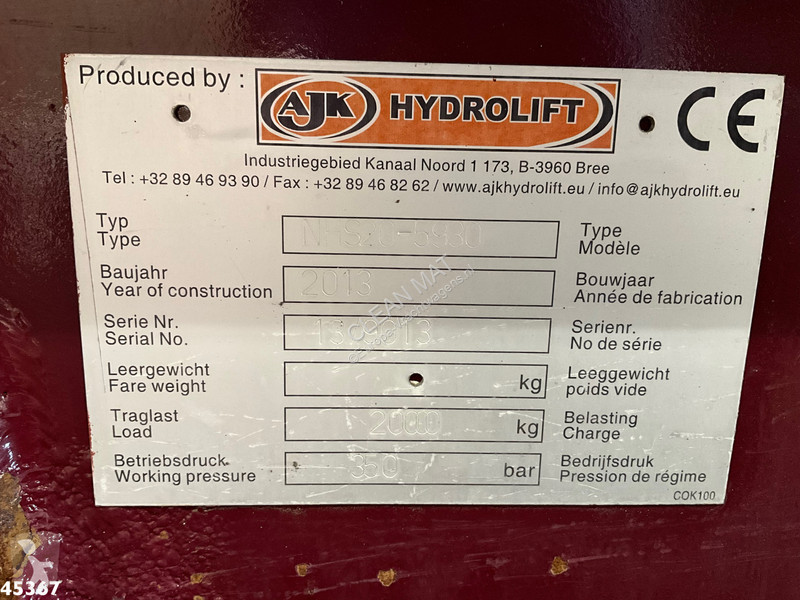 Produced by :
AJK HYDROLIFT
CE
Industriegebied Kanaal Noord 1 173, B-3960 Bree
Tel : +32 89 46 93 90 / Fax : +32 89 46 82 62 / www.ajkhydrolift.eu / info@ajkhydrolift.eu
Typ
Type
Type
Modèle
Baujahr
Year of construction
2013
Bouwjaar
Année de fabrication
Serie Nr.
Serial No.
Serienr.
No de série
Leergewicht
Fare weight
kg
Leeggewicht
poids vide
Traglast
Load
20000
kg
Belasting
Charge
Betriebsdruck
Working pressure
350
bar
Bedrijfsdruk
Pression de régime
COK100
CLEAN MAT
45367